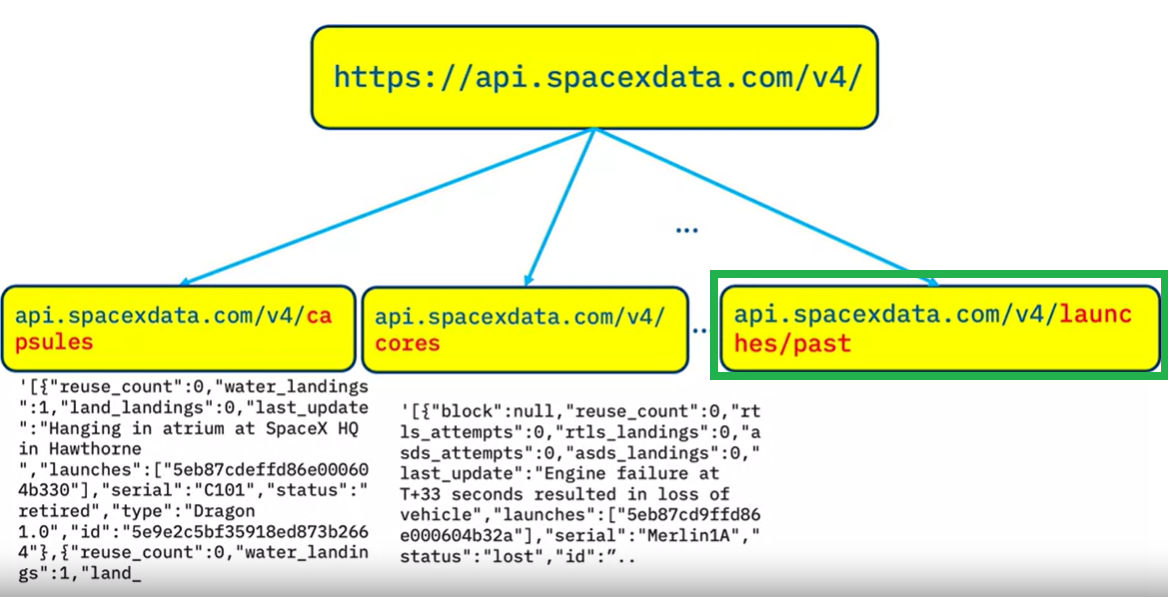 https://api.spacexdata.com/v4/
...
api.spacexdata.com/v4/ca
psules
api.spacexdata.com/v4/
cores
..
api.spacexdata.com/v4/launc
hes/past
'[{"reuse_count":0,"water_landings
":1,"land_landings":0,"last_update
":"Hanging in atrium at SpaceX HQ
in Hawthorne
","launches":["5eb87cdeffd86e00060
4b330"],"serial":"C101","status":"
retired","type":"Dragon
1.0","id":"5e9e2c5bf35918ed873b266
4"},{"reuse_count":0,"water_landin
gs":1,"land_
'[{"block":null,"reuse_count":0,"rt
ls_attempts":0,"rtls_landings":0,"a
sds_attempts":0,"asds_landings":0,"
last_update":"Engine failure at
T+33 seconds resulted in loss of
vehicle","launches":["5eb87cd9ffd86
e000604b32a"],"serial":"Merlin1A","
status":"lost","id":”..